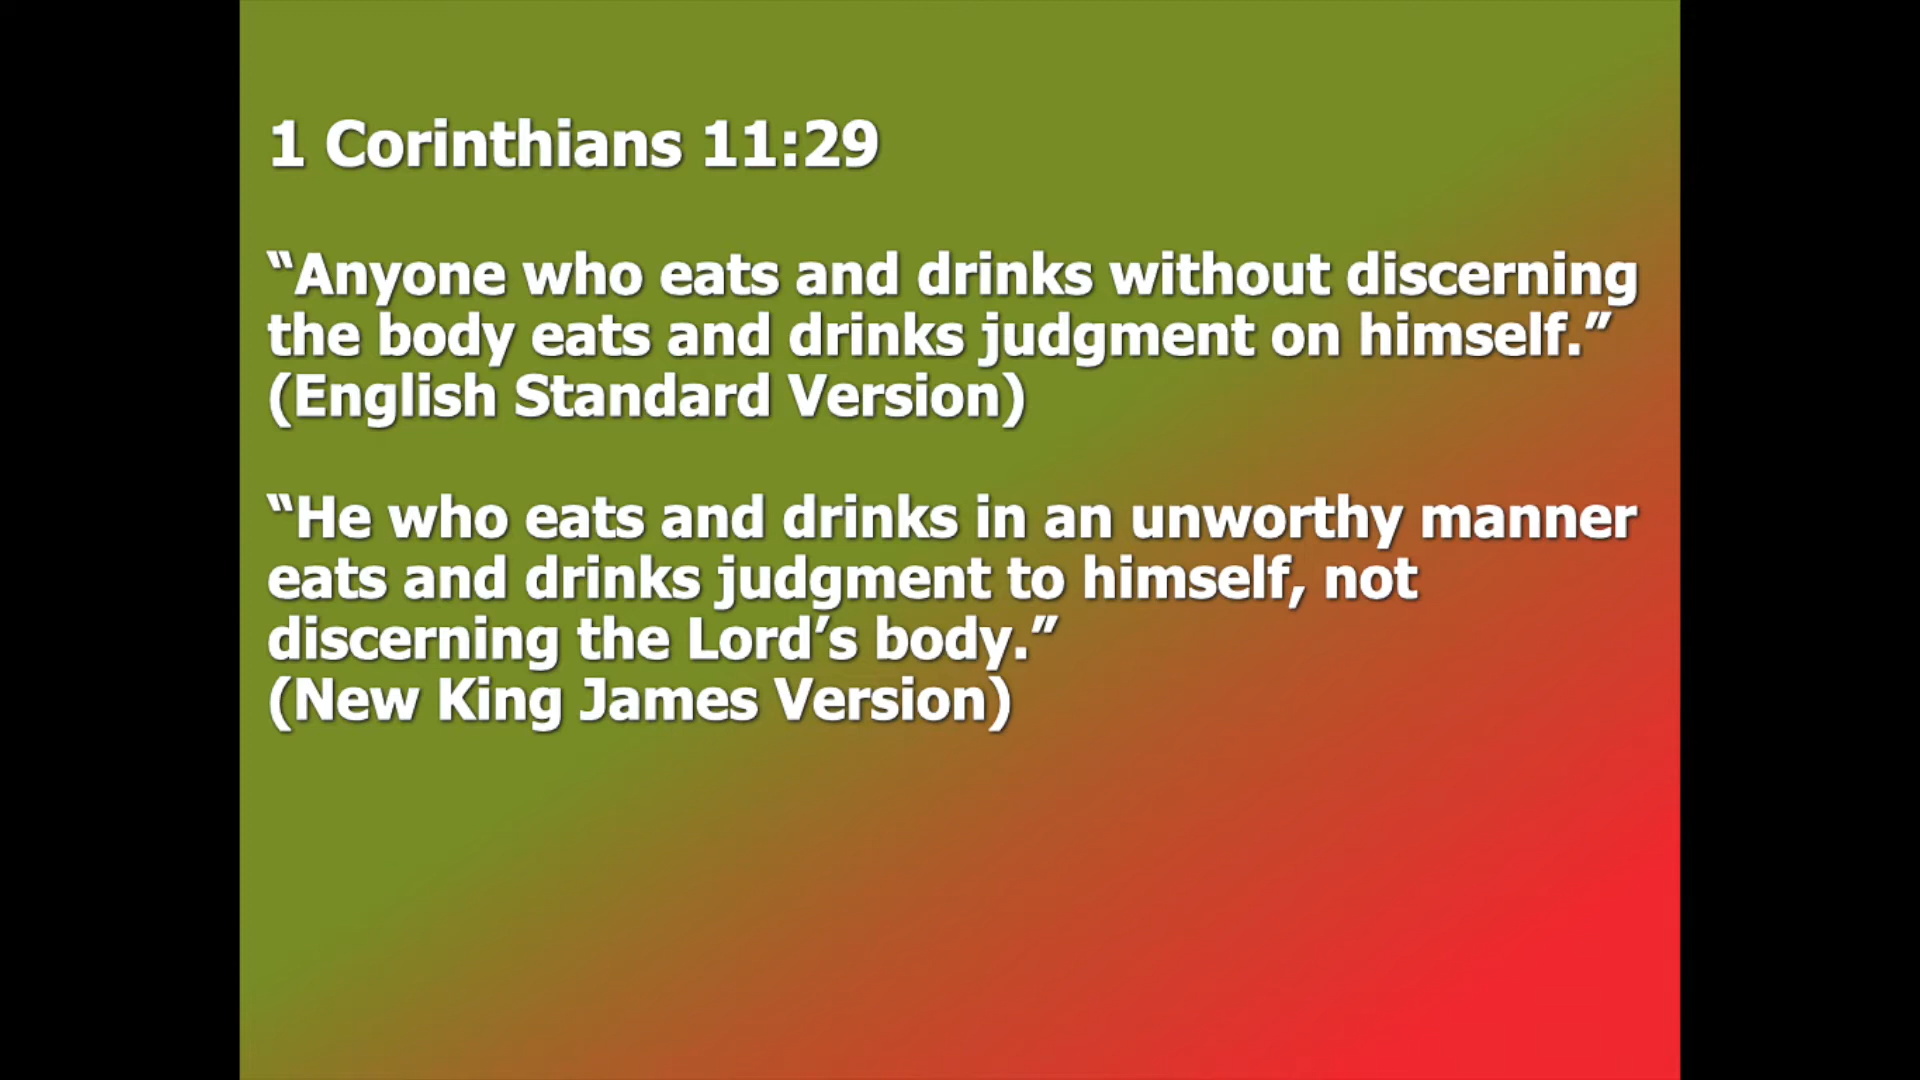 1 Corinthians 11:29
“Anyone who eats and drinks without discerning
the body eats and drinks judgment on himself.”
(English Standard Version)
“He who eats and drinks in an unworthy manner
eats and drinks judgment to himself, not
discerning the Lord’s body.”
(New King James Version)